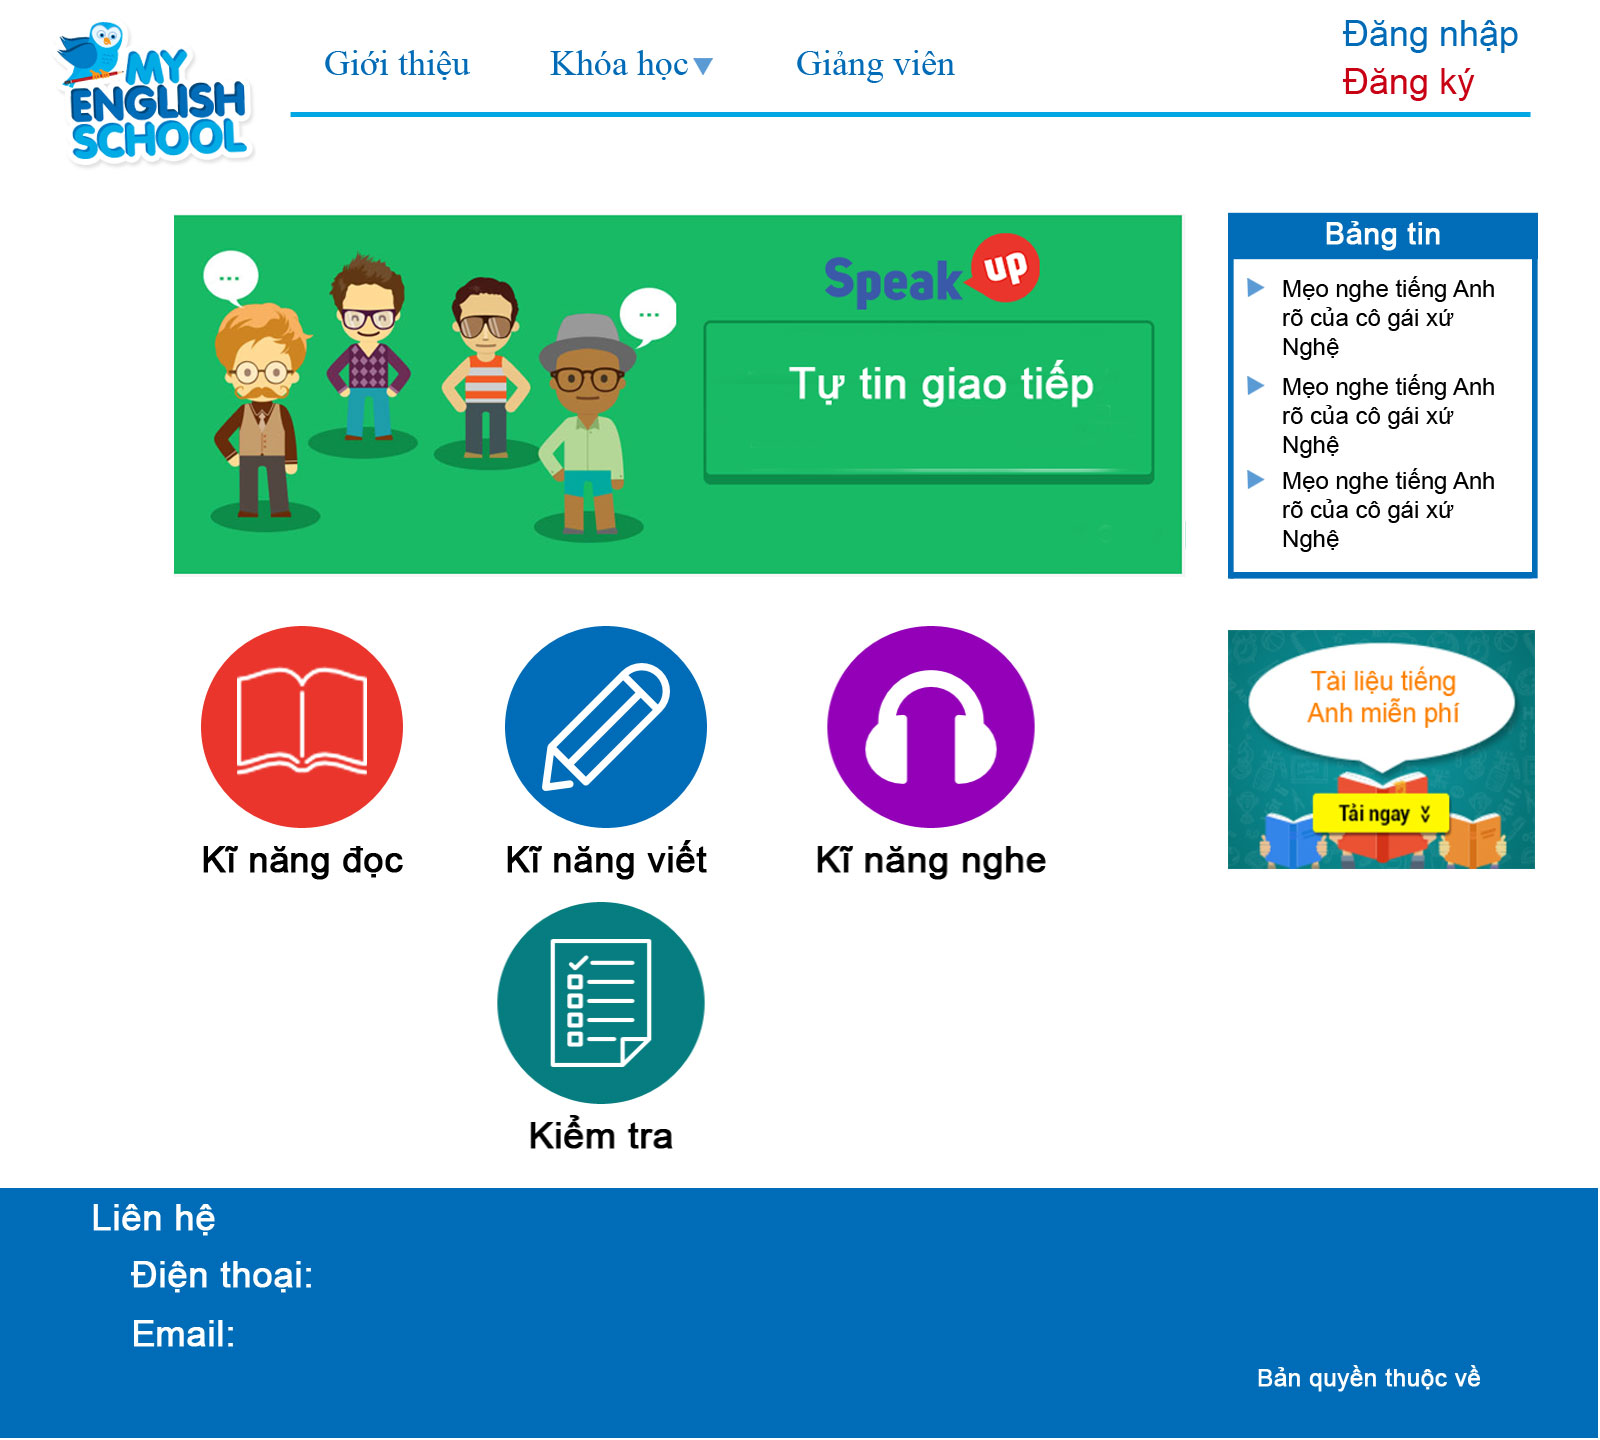 MY
ENGLISH
SCHOOL
Giới thiệu
Khóa học
Giảng viên
Đăng nhập
Đăng ký
...
...
Speak up
Tự tin giao tiếp
Bảng tin
Mẹo nghe tiếng Anh
rõ của cô gái xứ
Nghệ
Mẹo nghe tiếng Anh
rõ của cô gái xứ
Nghệ
Mẹo nghe tiếng Anh
rõ của cô gái xứ
Nghệ
Tài liệu tiếng
Anh miễn phí
Tải ngay
Kĩ năng đọc
Kĩ năng viết
Kĩ năng nghe
Kiểm tra
Liên hệ
Điện thoại:
Email:
Bản quyền thuộc về